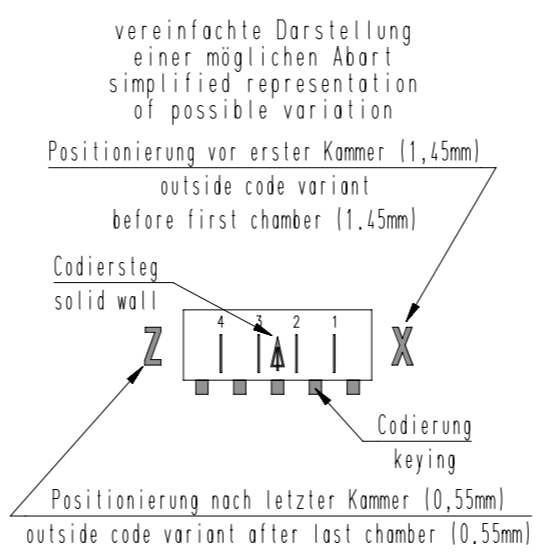 vereinfachte Darstellung
einer möglichen Abart
simplified representation
of possible variation
Positionierung vor erster Kammer (1,45mm)
outside code variant
before first chamber (1,45mm)
Codiersteg
solid wall
Z
4 3 2 1
X
Codierung
keying
Positionierung nach letzter Kammer (0,55mm)
outside code variant after last chamber (0,55mm)